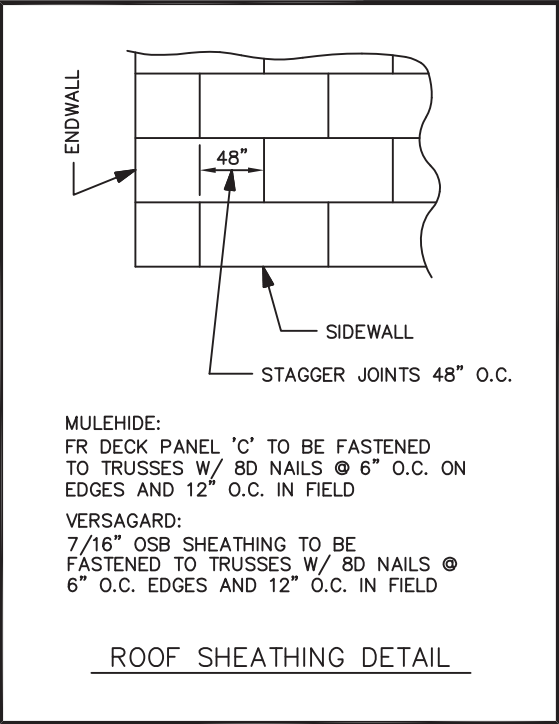 ENDWALL
48"
SIDEWALL
STAGGER JOINTS 48" O.C.
MULEHIDE:
FR DECK PANEL 'C' TO BE FASTENED
TO TRUSSES W/ 8D NAILS @ 6" O.C. ON
EDGES AND 12" O.C. IN FIELD
VERSAGARD:
7/16" OSB SHEATHING TO BE
FASTENED TO TRUSSES W/ 8D NAILS @
6" O.C. EDGES AND 12" O.C. IN FIELD
ROOF SHEATHING DETAIL